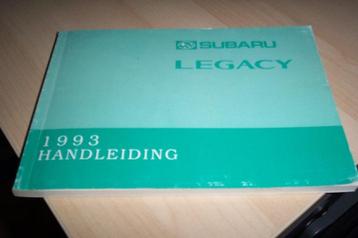 SUBARU
LEGACY
1993
HANDLEIDING